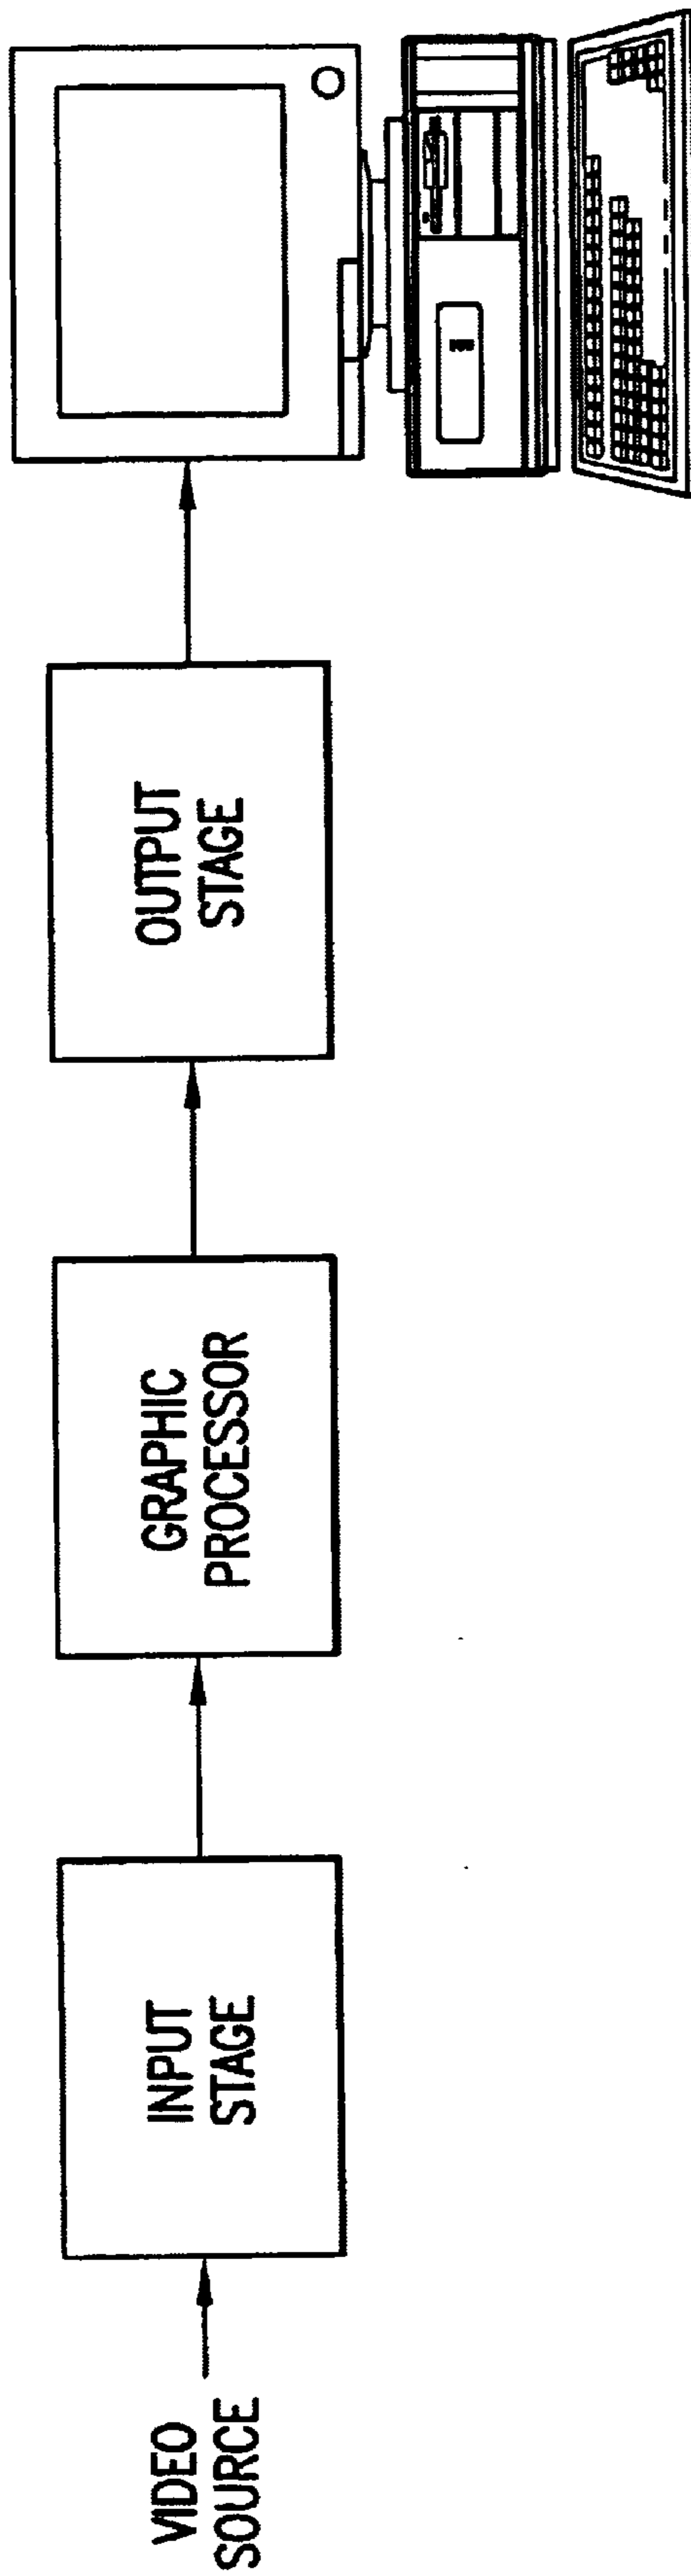 VIDEO
SOURCE
INPUT
STAGE
GRAPHIC
PROCESSOR
OUTPUT
STAGE